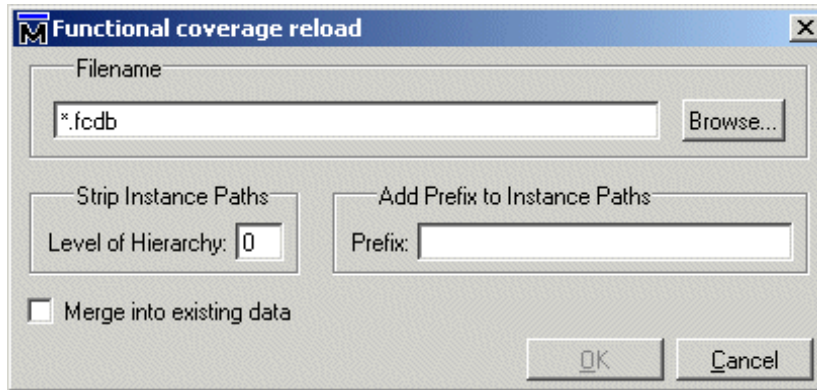 M Functional coverage reload
Filename
*.fcdb
Browse...
Strip Instance Paths
Add Prefix to Instance Paths
Level of Hierarchy: 0
Prefix:
Merge into existing data
OK
Cancel